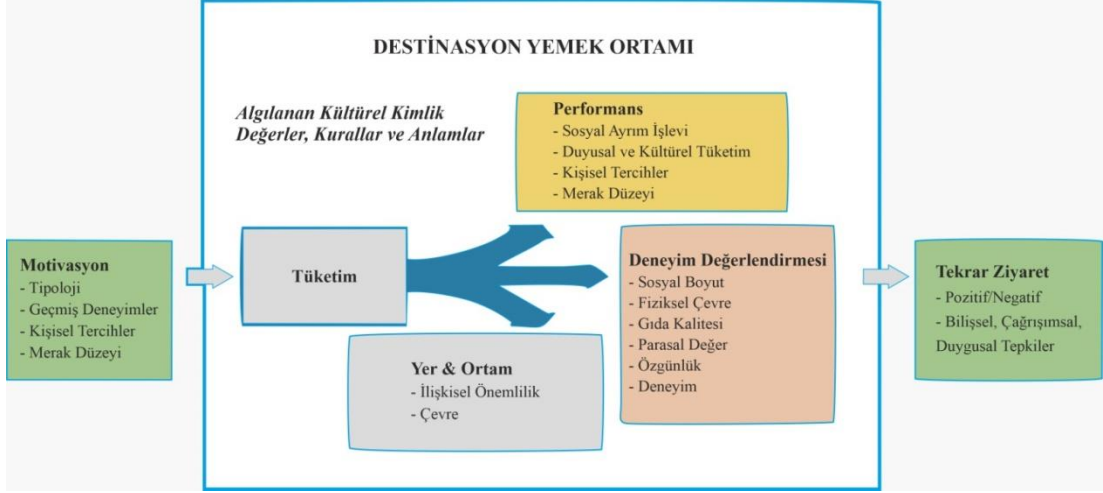 DESTİNASYON YEMEK ORTAMI
Algılanan Kültürel Kimlik
Değerler, Kurallar ve Anlamlar
Performans
- Sosyal Ayrım İşlevi
- Duyusal ve Kültürel Tüketim
- Kişisel Tercihler
- Merak Düzeyi
Motivasyon
- Tipoloji
- Geçmiş Deneyimler
- Kişisel Tercihler
- Merak Düzeyi
Tüketim
Deneyim Değerlendirmesi
- Sosyal Boyut
- Fiziksel Çevre
- Gıda Kalitesi
- Parasal Değer
- Özgünlük
- Deneyim
Yer & Ortam
- İlişkisel Önemlilik
- Çevre
Tekrar Ziyaret
- Pozitif/Negatif
- Bilişsel, Çağrışımsal,
Duygusal Tepkiler